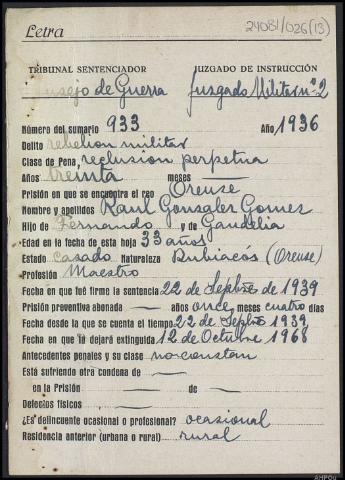 24081/026(13)
Letra
TRIBUNAL SENTENCIADOR JUZGADO DE INSTRUCCIÓN
Consejo de Guerra Juzgado Militar nº 2
Número del sumario 933 Año 1936
Delito rebelion militar
Clase de Pena, reclusion perpetua
Años treinta meses —
Prisión en que se encuentra el reo Orense
Nombre y apellidos Raul Gonzalez Gomez
Hijo de Fernando y de Gandelia
Edad en la fecha de esta hoja 33 años
Estado casado Naturaleza Rubiacós (Orense)
Profesión Maestro
Fecha en que fué firme la sentencia 22 de Sepbre de 1939
Prisión preventiva abonada — años once meses cuatro días
Fecha desde la que se cuenta el tiempo 22 de Sepbre 1939
Fecha en que la dejará extinguida 12 de Octubre 1968
Antecedentes penales y su clase no constan
Está sufriendo otra condena de —
en la Prisión — de —
Defectos físicos —
¿Es delincuente ocasional o profesional? ocasional
Residencia anterior (urbana o rural) rural
AHPOu